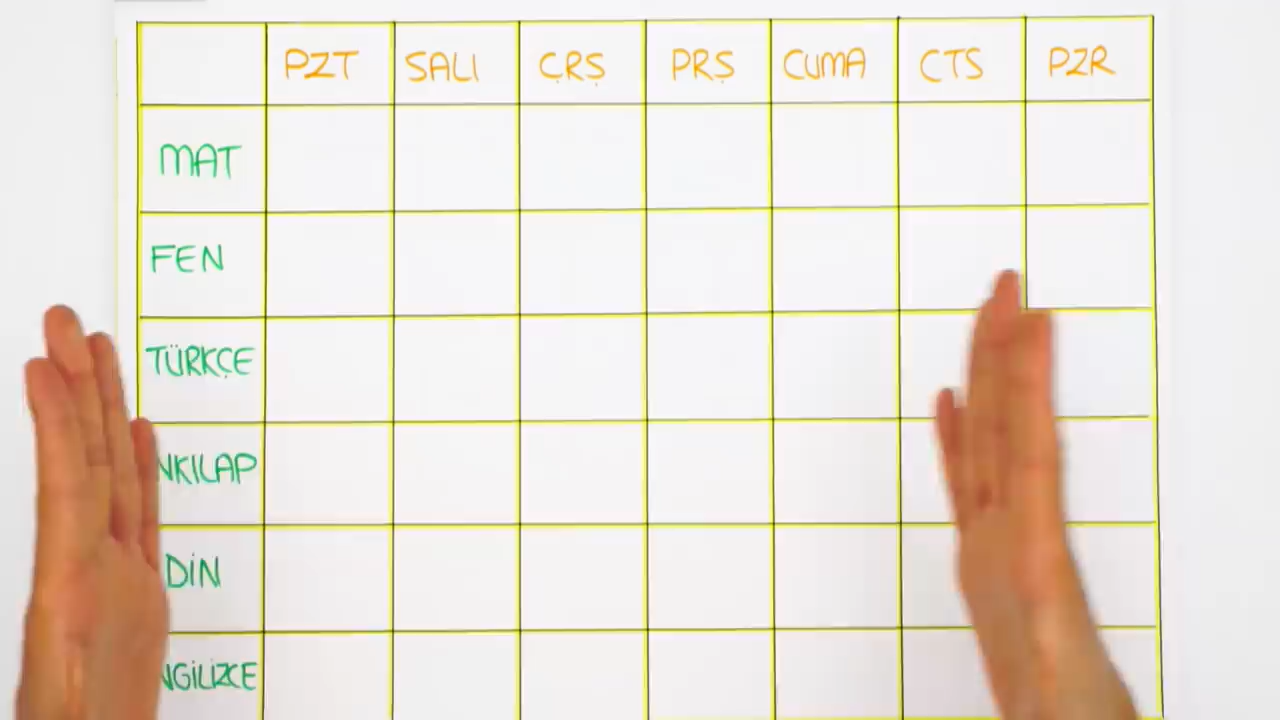 PZT SALI ÇRŞ PRŞ CUMA CTS PZR
MAT
FEN
TÜRKÇE
NKILAP
DİN
NGİLİZCE